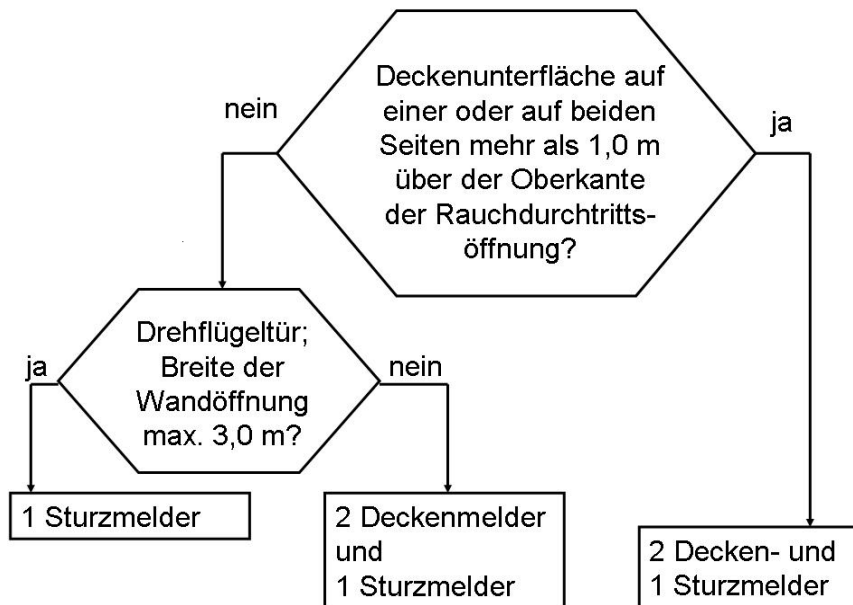 Deckenunterfläche auf
einer oder auf beiden
Seiten mehr als 1,0 m
über der Oberkante
der Rauchdurchtritts-
öffnung?
nein
ja
Drehflügeltür;
Breite der
Wandöffnung
max. 3,0 m?
ja
nein
1 Sturzmelder
2 Deckenmelder
und
1 Sturzmelder
2 Decken- und
1 Sturzmelder